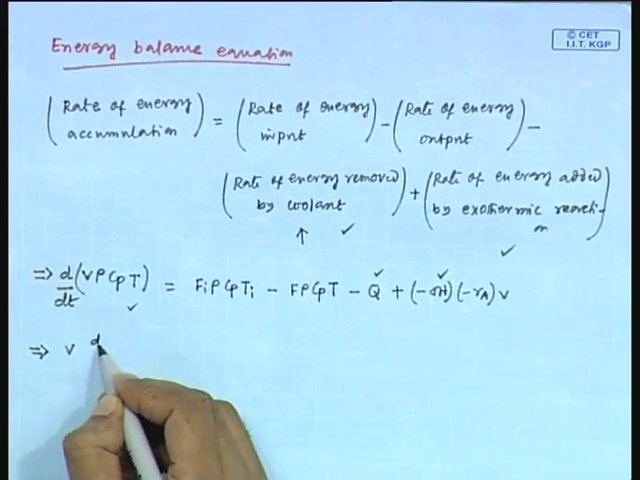 © CET
I.I.T. KGP
Energy balance equation
(Rate of energy accumulation) = (Rate of energy input) - (Rate of energy output) -
(Rate of energy removed by coolant) + (Rate of energy added by exothermic reaction)
↑ ✓ ✓
⇒ d/dt (VρCpT) = FiρCpTi - FρCpT - Q + (-ΔH)(-rA)V
⇒ V d